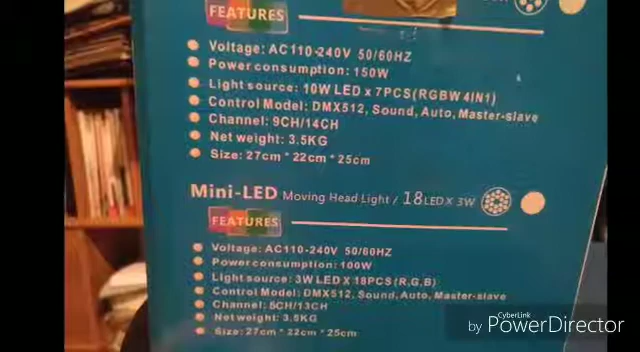 FEATURES
Voltage: AC110-240V 50/60HZ
Power consumption: 150W
Light source: 10W LED x 7PCS(RGBW 4IN1)
Control Model: DMX512, Sound, Auto, Master-slave
Channel: 9CH/14CH
Net weight: 3.5KG
Size: 27cm * 22cm * 25cm
Mini-LED Moving Head Light / 18LED X 3W
FEATURES
Voltage: AC110-240V 50/60HZ
Power consumption: 100W
Light source: 3W LED X 18PCS(R,G,B)
Control Model: DMX512, Sound, Auto, Master-slave
Channel: 5CH/13CH
Net weight: 3.5KG
Size: 27cm * 22cm * 25cm
by CyberLink PowerDirector